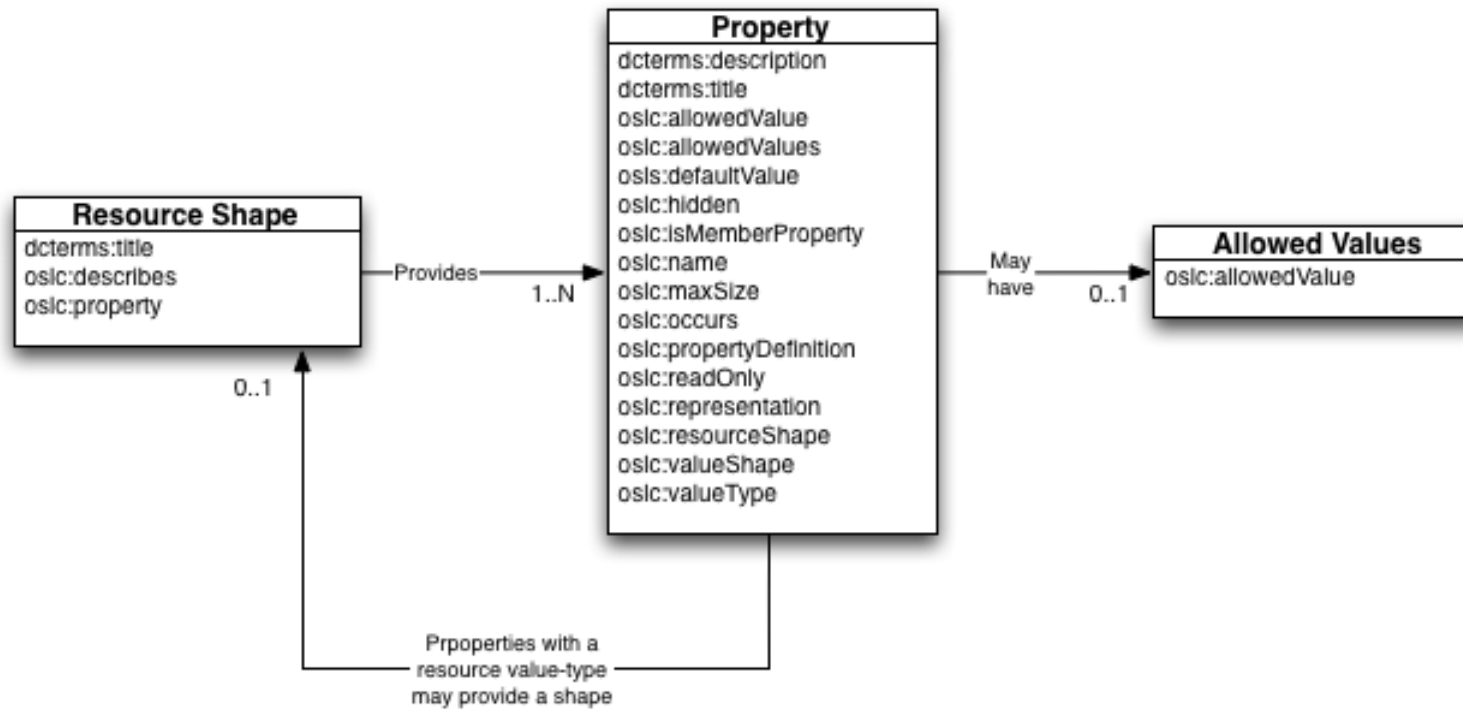 Property
dcterms:description
dcterms:title
oslc:allowedValue
oslc:allowedValues
osls:defaultValue
oslc:hidden
oslc:isMemberProperty
oslc:name
oslc:maxSize
oslc:occurs
oslc:propertyDefinition
oslc:readOnly
oslc:representation
oslc:resourceShape
oslc:valueShape
oslc:valueType
Resource Shape
dcterms:title
oslc:describes
oslc:property
Provides
1..N
May
have
0..1
Allowed Values
oslc:allowedValue
0..1
Prpoperties with a
resource value-type
may provide a shape